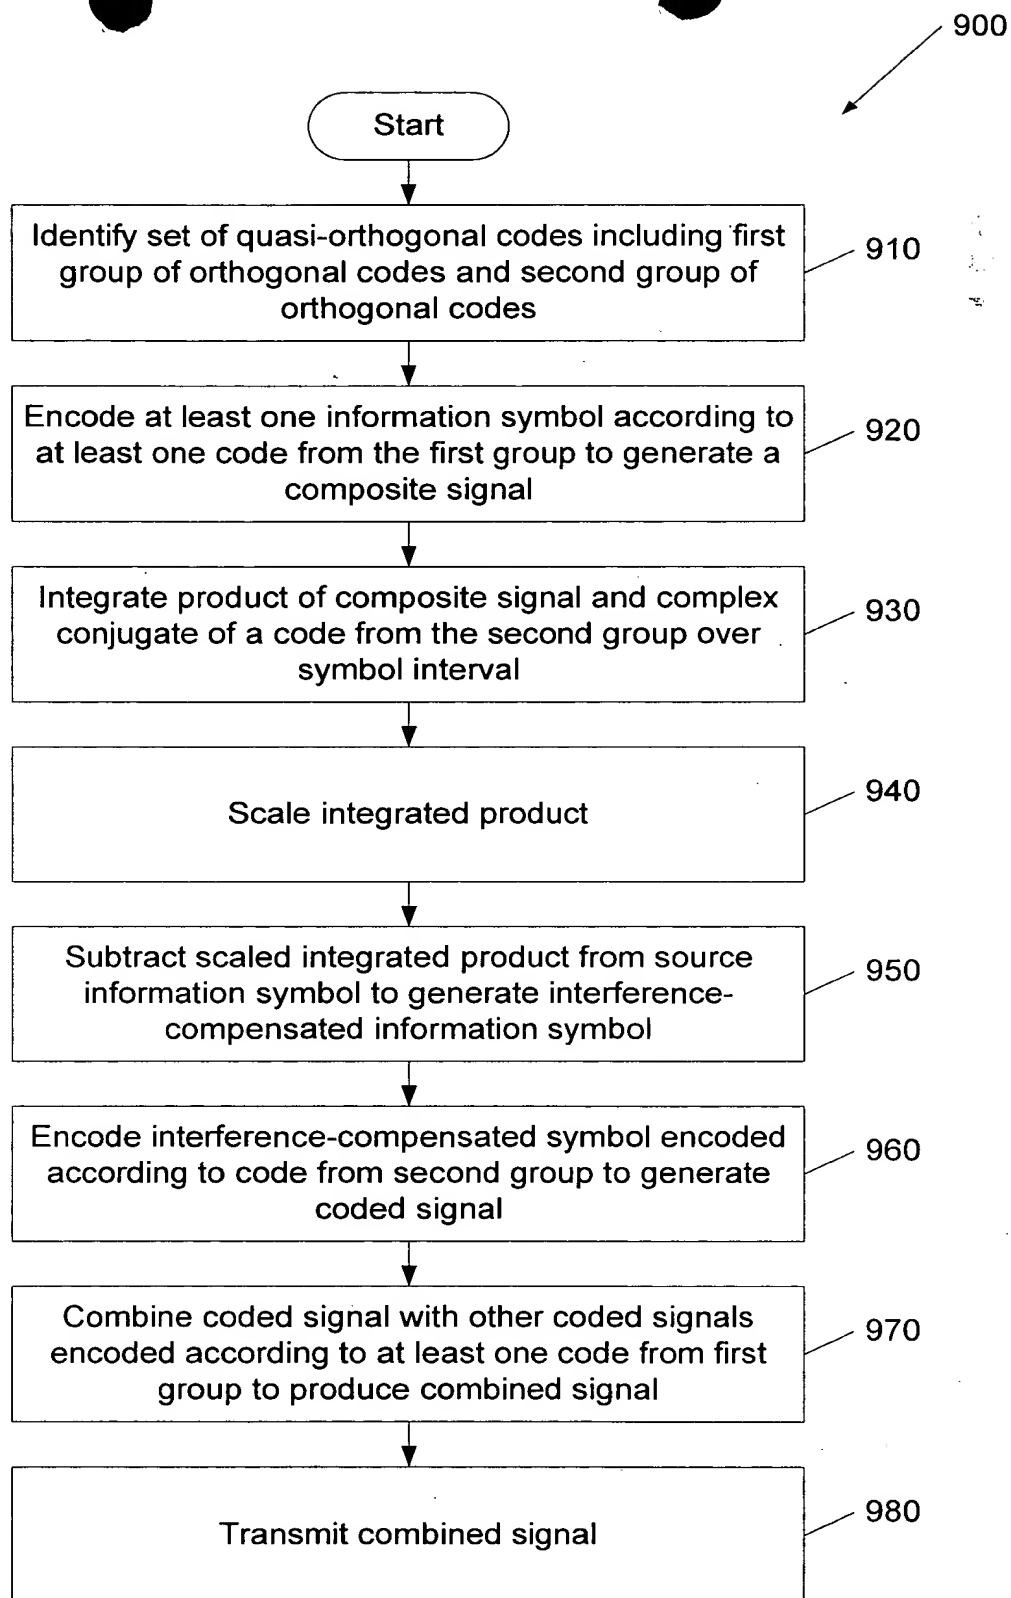 900
Start
Identify set of quasi-orthogonal codes including first
group of orthogonal codes and second group of
orthogonal codes
910
Encode at least one information symbol according to
at least one code from the first group to generate a
composite signal
920
Integrate product of composite signal and complex
conjugate of a code from the second group over
symbol interval
930
Scale integrated product
940
Subtract scaled integrated product from source
information symbol to generate interference-
compensated information symbol
950
Encode interference-compensated symbol encoded
according to code from second group to generate
coded signal
960
Combine coded signal with other coded signals
encoded according to at least one code from first
group to produce combined signal
970
Transmit combined signal
980